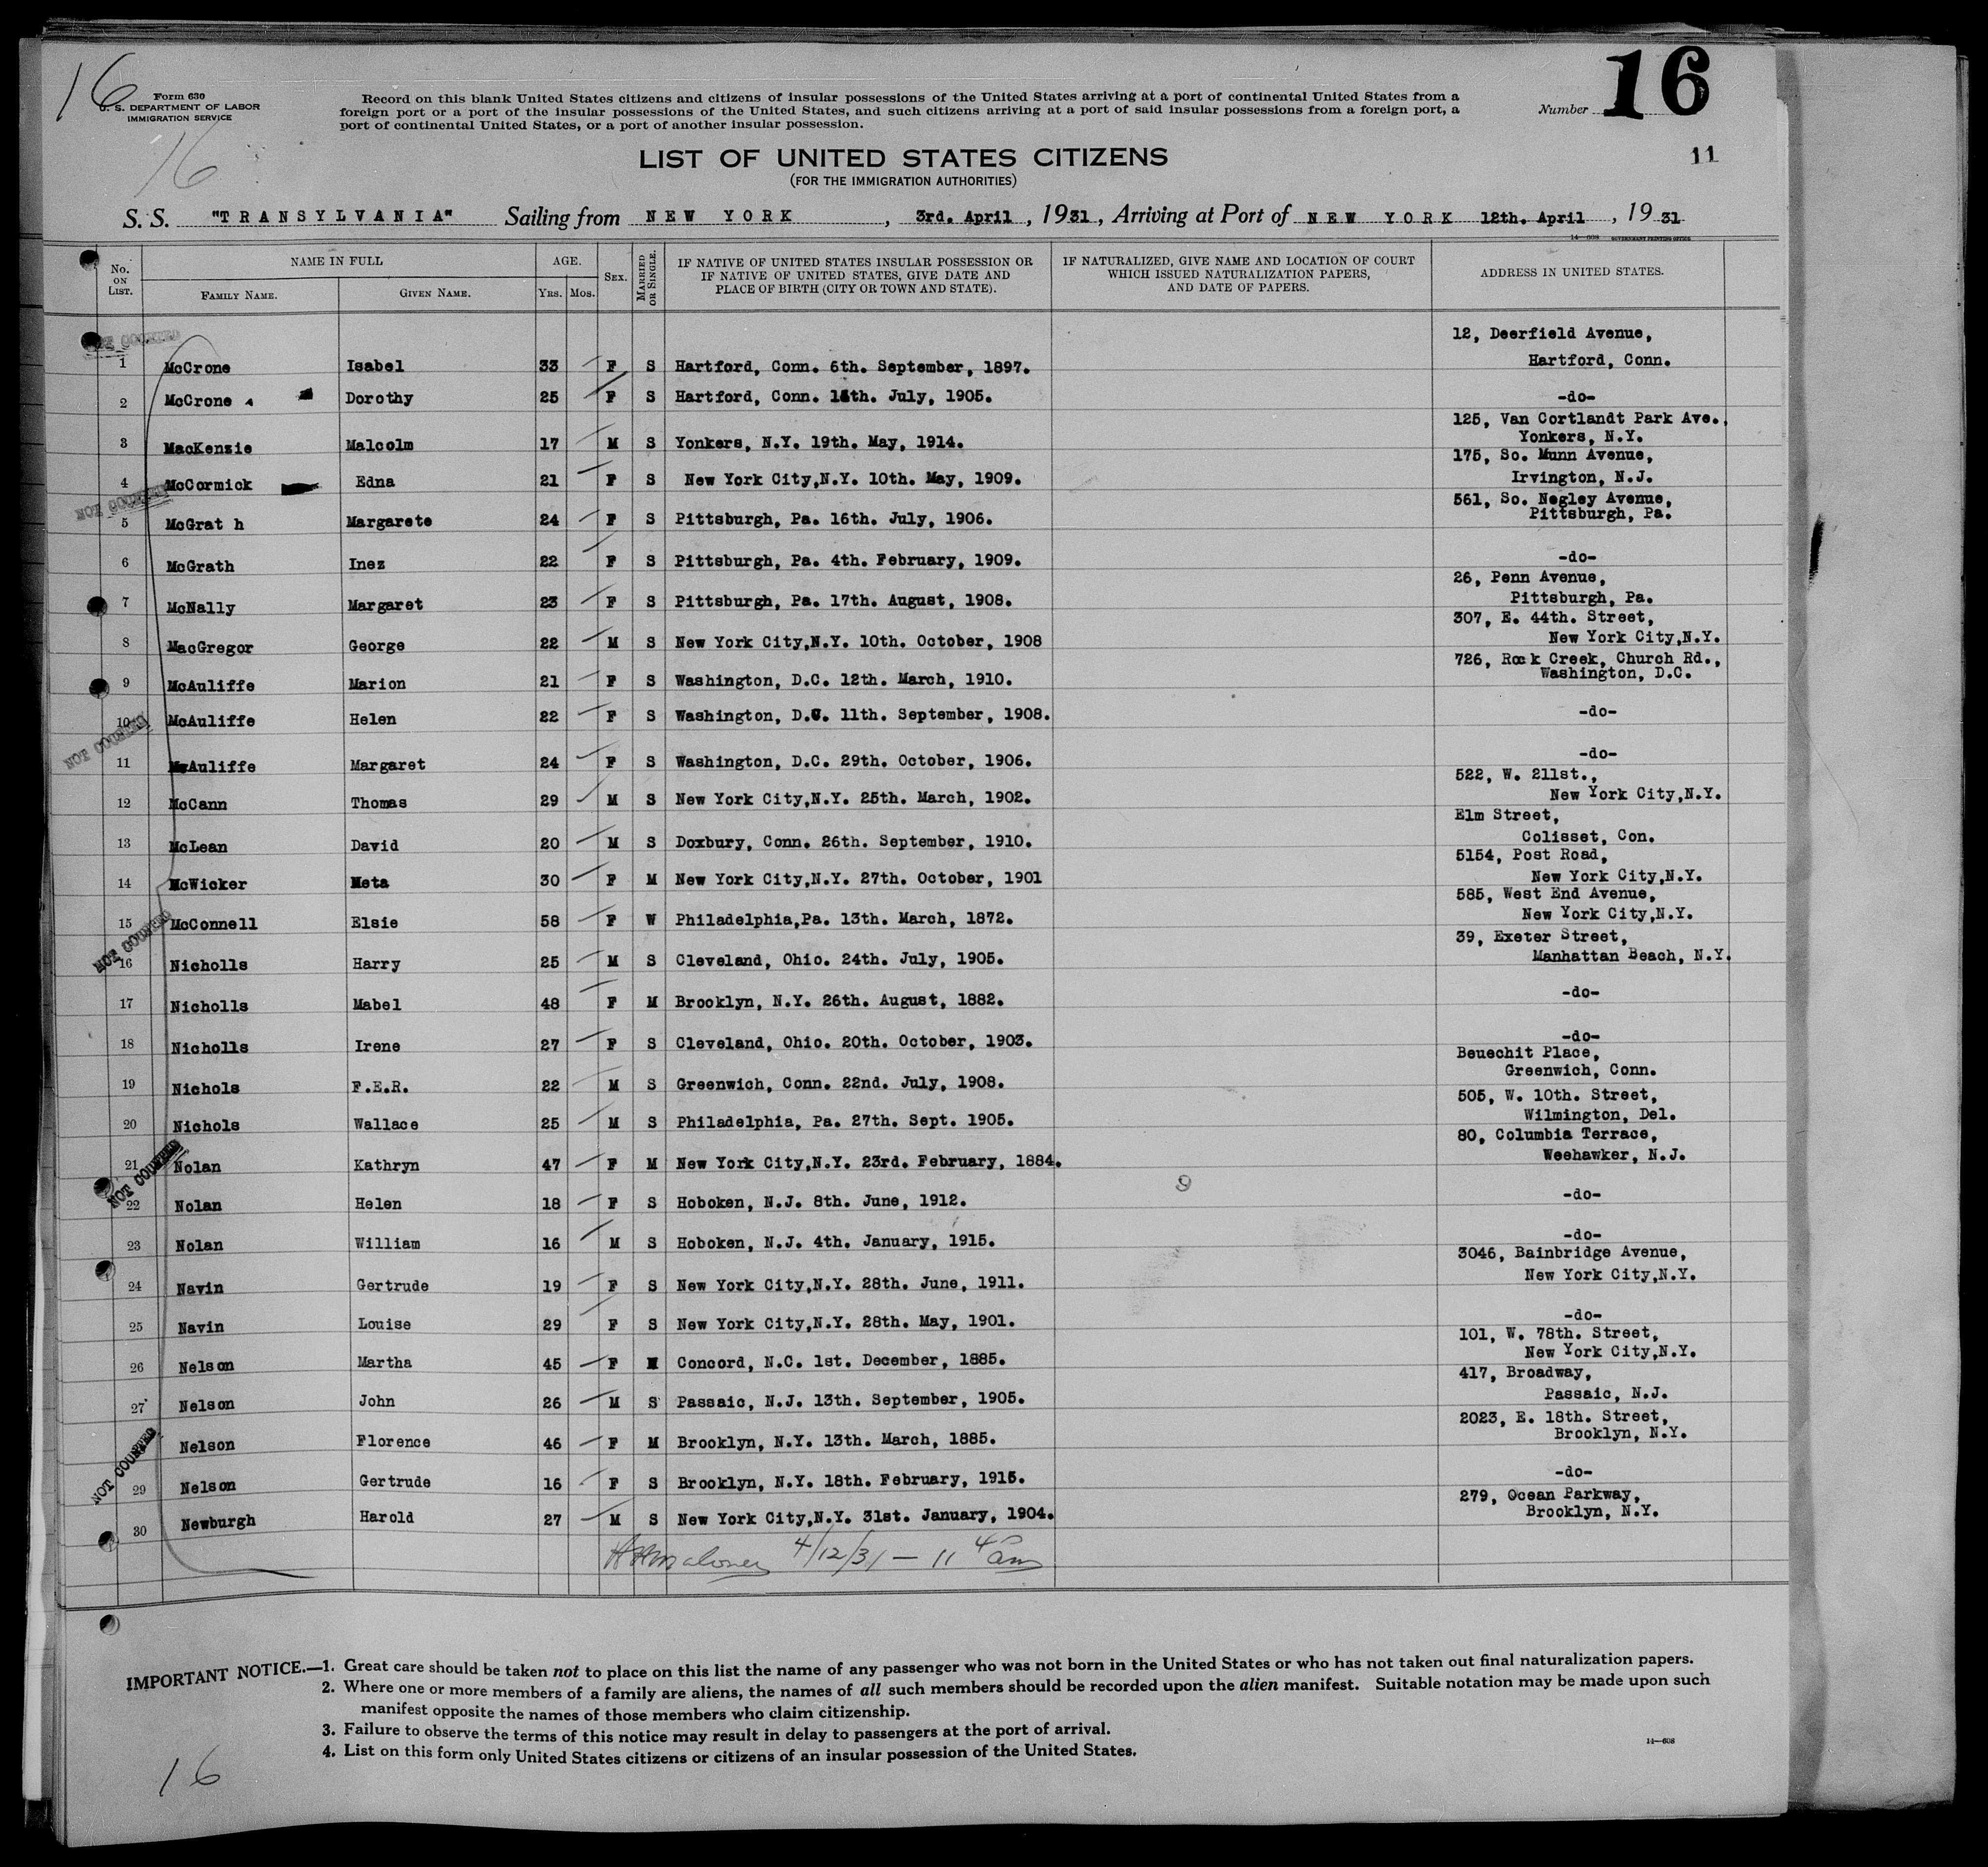 16
Form 630
U. S. DEPARTMENT OF LABOR
IMMIGRATION SERVICE
16
Record on this blank United States citizens and citizens of insular possessions of the United States arriving at a port of continental United States from a
foreign port or a port of the insular possessions of the United States, and such citizens arriving at a port of said insular possessions from a foreign port, a
port of continental United States, or a port of another insular possession.
Number 16
11
LIST OF UNITED STATES CITIZENS
(FOR THE IMMIGRATION AUTHORITIES)
S. S. "TRANSYLVANIA" Sailing from NEW YORK, 3rd. April, 1931, Arriving at Port of NEW YORK 12th. April, 1931
14—608 GOVERNMENT PRINTING OFFICE
No. ON LIST. NAME IN FULL FAMILY NAME. GIVEN NAME. AGE. YRS. MOS. SEX. MARRIED OR SINGLE. IF NATIVE OF UNITED STATES INSULAR POSSESSION OR IF NATIVE OF UNITED STATES, GIVE DATE AND PLACE OF BIRTH (CITY OR TOWN AND STATE). IF NATURALIZED, GIVE NAME AND LOCATION OF COURT WHICH ISSUED NATURALIZATION PAPERS, AND DATE OF PAPERS. ADDRESS IN UNITED STATES.
NOT COUNTED
1 McCrone Isabel 33 F S Hartford, Conn. 6th. September, 1897. 12, Deerfield Avenue, Hartford, Conn.
2 McCrone Dorothy 25 F S Hartford, Conn. July, 1905. -do-
3 MacKenzie Malcolm 17 M S Yonkers, N.Y. 19th. May, 1914. 125, Van Cortlandt Park Ave., Yonkers, N.Y.
4 McCormick Edna 21 F S New York City,N.Y. 10th. May, 1909. 175, So. Munn Avenue, Irvington, N.J.
NOT COUNTED
5 McGrat h Margarete 24 F S Pittsburgh, Pa. 16th. July, 1906. 561, So. Negley Avenue, Pittsburgh, Pa.
6 McGrath Inez 22 F S Pittsburgh, Pa. 4th. February, 1909. -do-
7 McNally Margaret 23 F S Pittsburgh, Pa. 17th. August, 1908. 26, Penn Avenue, Pittsburgh, Pa.
8 MacGregor George 22 M S New York City,N.Y. 10th. October, 1908 307, E. 44th. Street, New York City,N.Y.
9 McAuliffe Marion 21 F S Washington, D.C. 12th. March, 1910. 726, Rock Creek, Church Rd., Washington, D.C.
10 McAuliffe Helen 22 F S Washington, D.C. 11th. September, 1908. -do-
NOT COUNTED
11 McAuliffe Margaret 24 F S Washington, D.C. 29th. October, 1906. -do-
12 McCann Thomas 29 M S New York City,N.Y. 25th. March, 1902. 522, W. 211st., New York City,N.Y.
13 McLean David 20 M S Doxbury, Conn. 26th. September, 1910. Elm Street, Colisset, Con.
14 McWicker Meta 30 F M New York City,N.Y. 27th. October, 1901 5154, Post Road, New York City,N.Y.
15 McConnell Elsie 58 F W Philadelphia,Pa. 13th. March, 1872. 585, West End Avenue, New York City,N.Y.
NOT COUNTED
16 Nicholls Harry 25 M S Cleveland, Ohio. 24th. July, 1905. 39, Exeter Street, Manhattan Beach, N.Y.
17 Nicholls Mabel 48 F M Brooklyn, N.Y. 26th. August, 1882. -do-
18 Nicholls Irene 27 F S Cleveland, Ohio. 20th. October, 1903. -do-
19 Nichols F.E.R. 22 M S Greenwich, Conn. 22nd. July, 1908. Beuechit Place, Greenwich, Conn.
20 Nichols Wallace 25 M S Philadelphia, Pa. 27th. Sept. 1905. 505, W. 10th. Street, Wilmington, Del.
21 Nolan Kathryn 47 F M New York City,N.Y. 23rd. February, 1884. 80, Columbia Terrace, Weehawker, N.J.
NOT COUNTED
22 Nolan Helen 18 F S Hoboken, N.J. 8th. June, 1912. -do-
9
23 Nolan William 16 M S Hoboken, N.J. 4th. January, 1915. -do-
24 Navin Gertrude 19 F S New York City,N.Y. 28th. June, 1911. 3046, Bainbridge Avenue, New York City,N.Y.
25 Navin Louise 29 F S New York City,N.Y. 28th. May, 1901. -do-
26 Nelson Martha 45 F Concord, N.C. 1st. December, 1885. 101, W. 78th. Street, New York City,N.Y.
27 Nelson John 26 M S Passaic, N.J. 13th. September, 1905. 417, Broadway, Passaic, N.J.
Nelson Florence 46 F M Brooklyn, N.Y. 13th. March, 1885. 2023, E. 18th. Street, Brooklyn, N.Y.
NOT COUNTED
29 Nelson Gertrude 16 F S Brooklyn, N.Y. 18th. February, 1915. -do-
30 Newburgh Harold 27 M S New York City,N.Y. 31st. January, 1904. 279, Ocean Parkway, Brooklyn, N.Y.
4/12/31 — 11 4 am
IMPORTANT NOTICE.—1. Great care should be taken not to place on this list the name of any passenger who was not born in the United States or who has not taken out final naturalization papers.
2. Where one or more members of a family are aliens, the names of all such members should be recorded upon the alien manifest. Suitable notation may be made upon such
manifest opposite the names of those members who claim citizenship.
3. Failure to observe the terms of this notice may result in delay to passengers at the port of arrival.
4. List on this form only United States citizens or citizens of an insular possession of the United States.
14—608
16